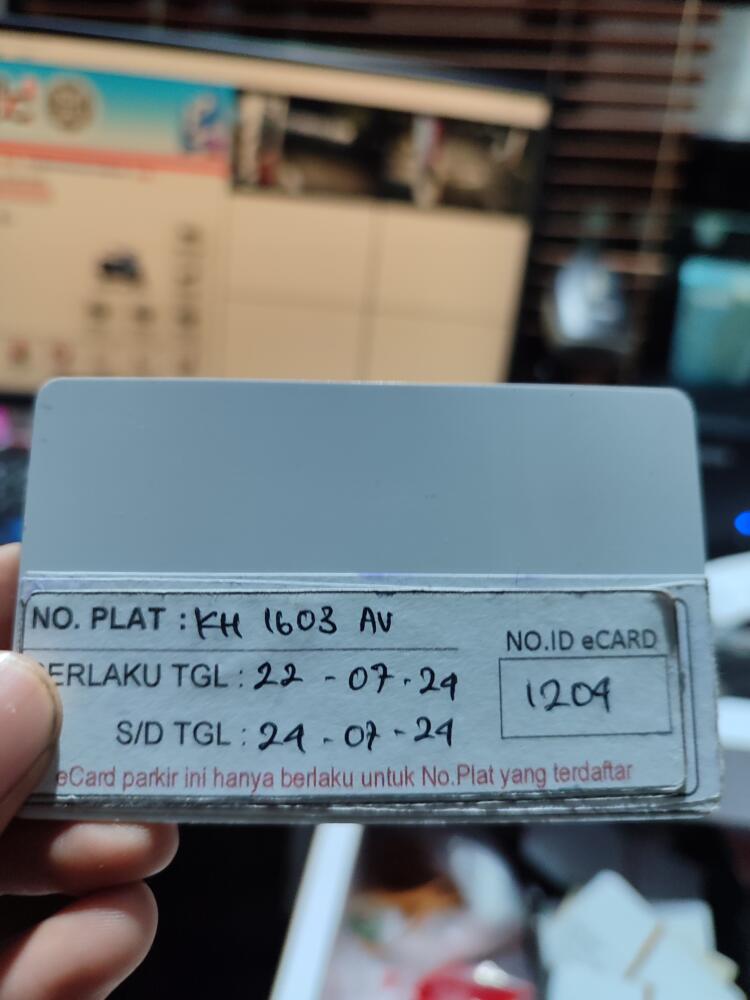 NO. PLAT : KH 1603 AV
NO.ID eCARD
ERLAKU TGL : 22 - 07 - 24
1204
S/D TGL : 24 - 07 - 24
eCard parkir ini hanya berlaku untuk No.Plat yang terdaftar